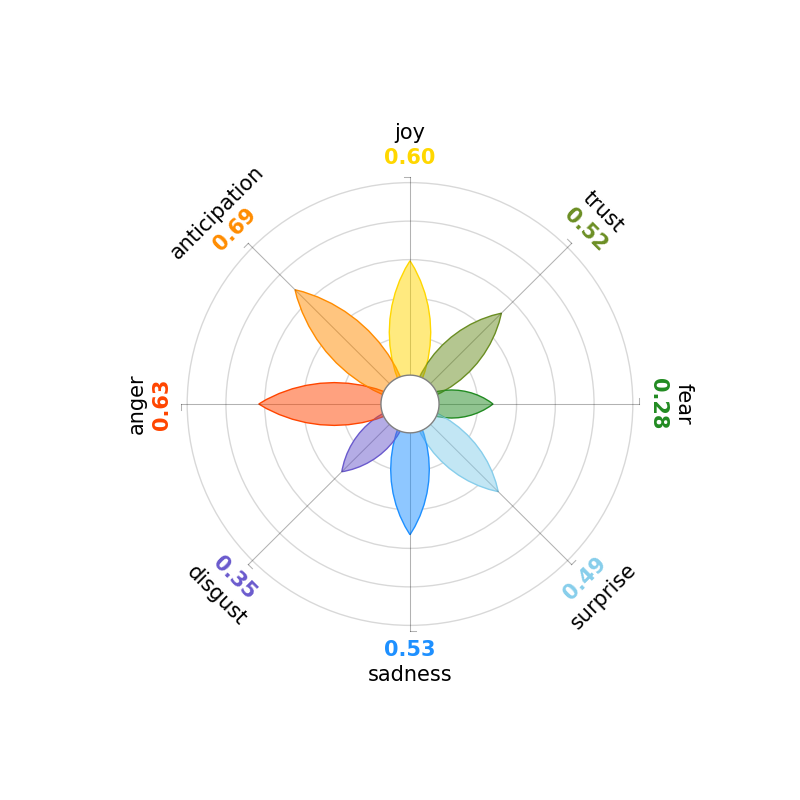 joy
0.60
trust
0.52
fear
0.28
surprise
0.49
sadness
0.53
disgust
0.35
anger
0.63
anticipation
0.69